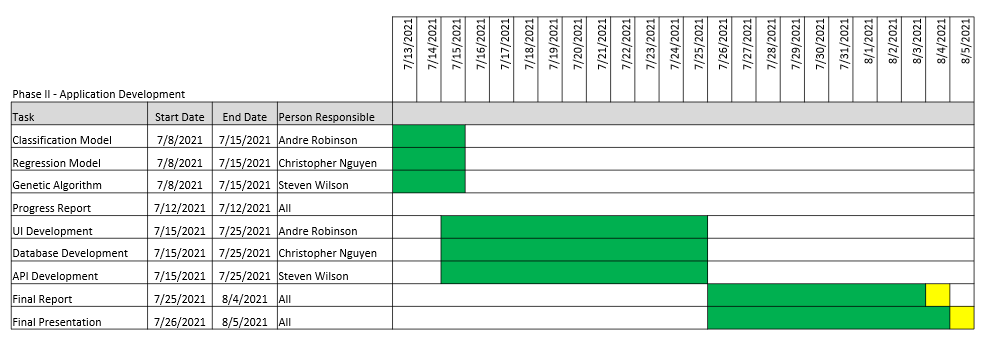 7/13/2021 7/14/2021 7/15/2021 7/16/2021 7/17/2021 7/18/2021 7/19/2021 7/20/2021 7/21/2021 7/22/2021 7/23/2021 7/24/2021 7/25/2021 7/26/2021 7/27/2021 7/28/2021 7/29/2021 7/30/2021 7/31/2021 8/1/2021 8/2/2021 8/3/2021 8/4/2021 8/5/2021
Phase II - Application Development
Task Start Date End Date Person Responsible
Classification Model 7/8/2021 7/15/2021 Andre Robinson
Regression Model 7/8/2021 7/15/2021 Christopher Nguyen
Genetic Algorithm 7/8/2021 7/15/2021 Steven Wilson
Progress Report 7/12/2021 7/12/2021 All
UI Development 7/15/2021 7/25/2021 Andre Robinson
Database Development 7/15/2021 7/25/2021 Christopher Nguyen
API Development 7/15/2021 7/25/2021 Steven Wilson
Final Report 7/25/2021 8/4/2021 All
Final Presentation 7/26/2021 8/5/2021 All